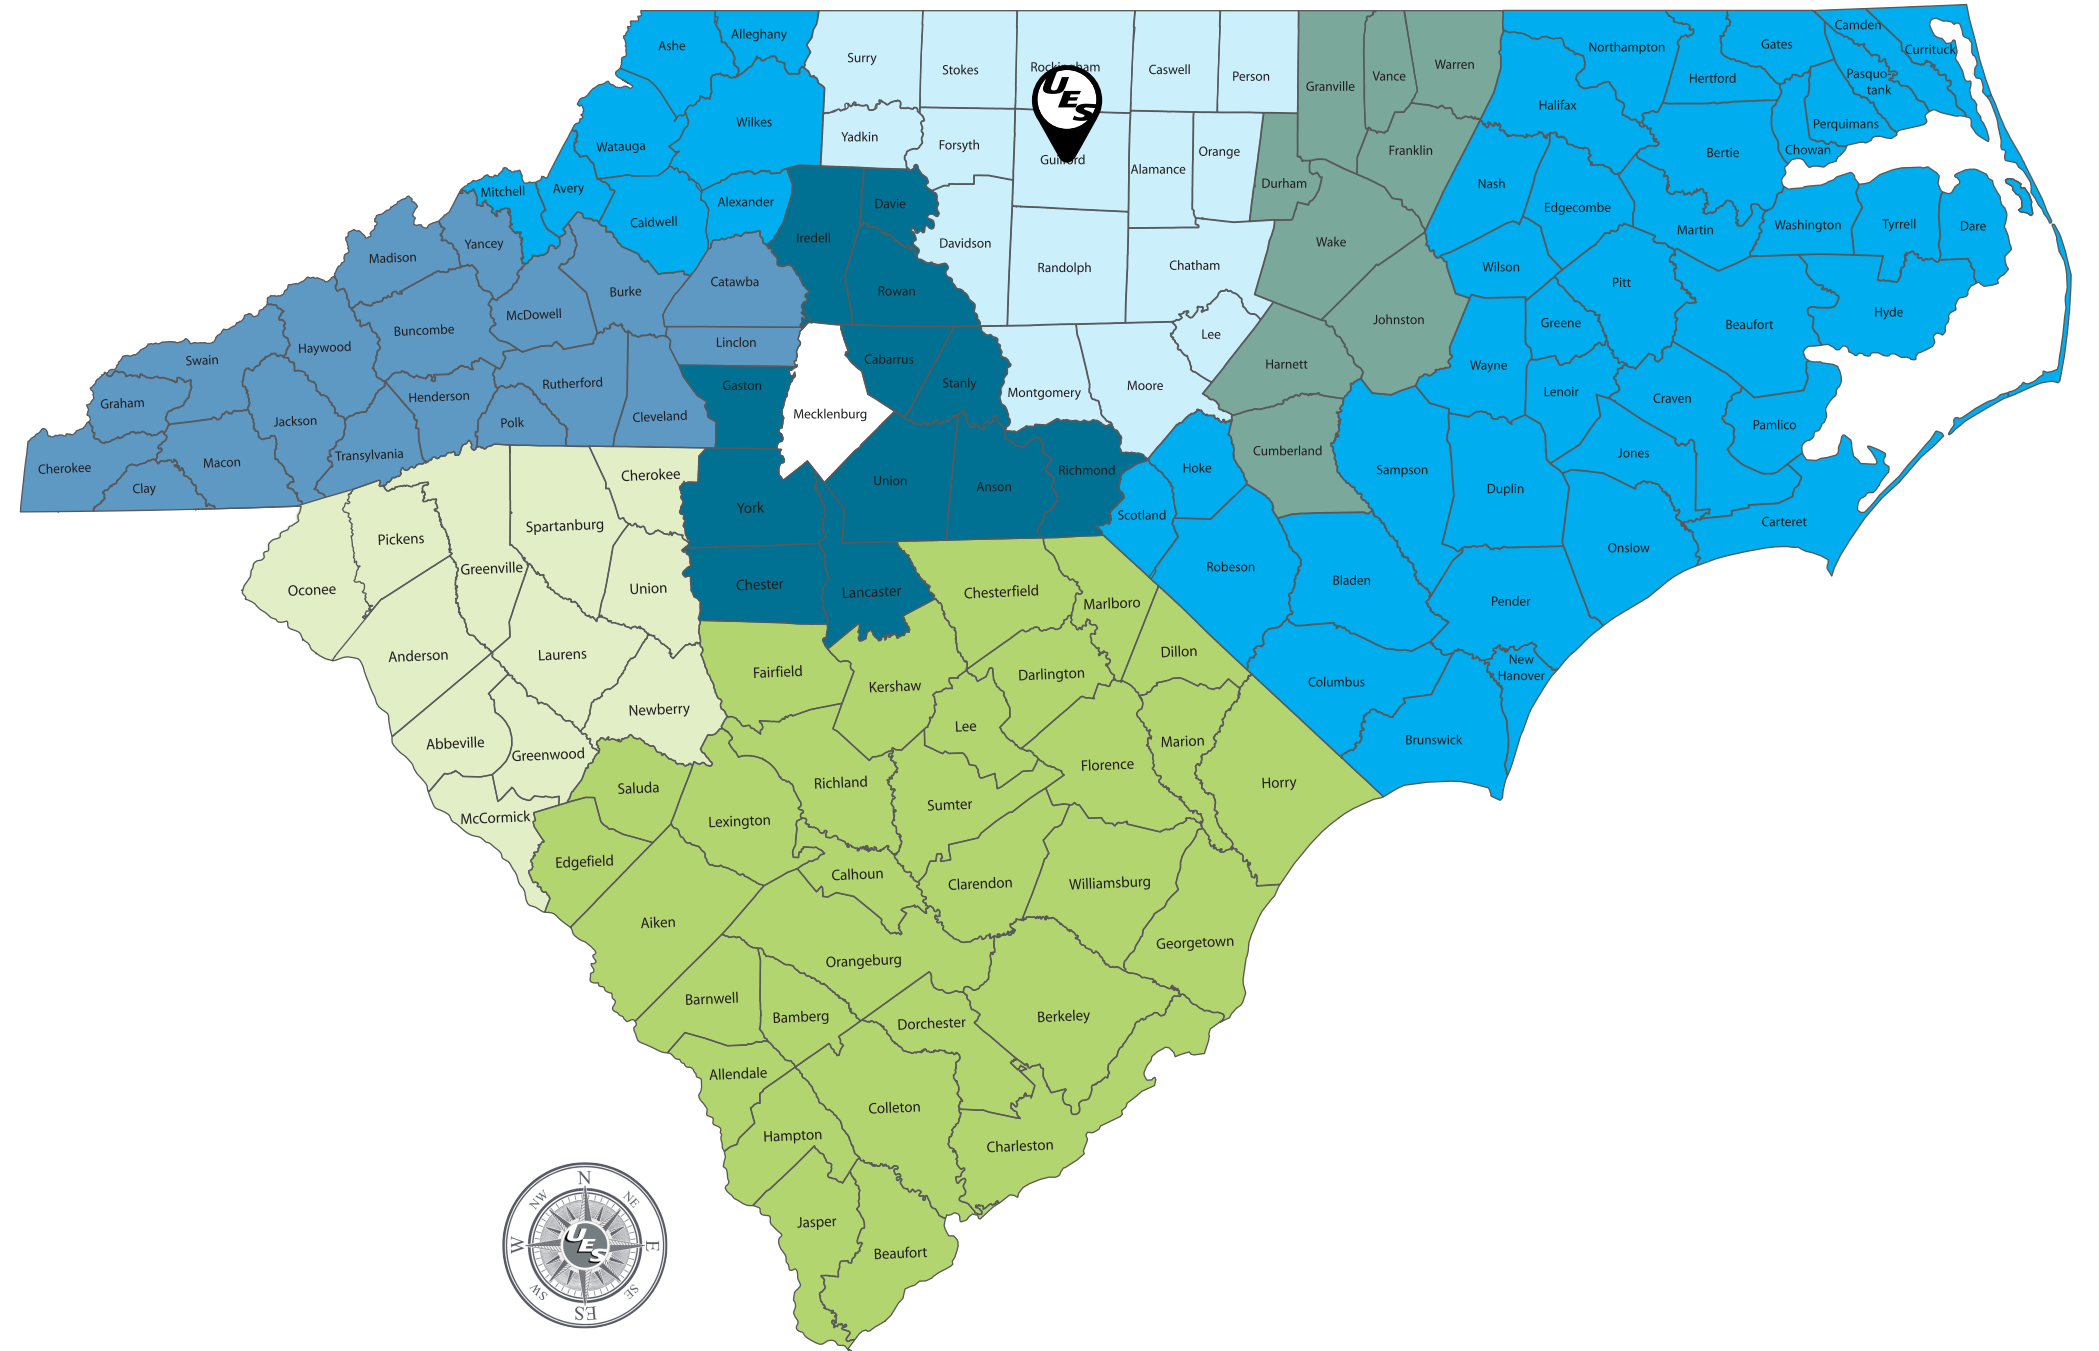 Ashe
Alleghany
Surry
Stokes
Rockingham
Caswell
Person
Granville
Vance
Warren
Northampton
Gates
Camden
Currituck
Hertford
Pasquo-
tank
Halifax
Perquimans
Chowan
Bertie
Watauga
Wilkes
Yadkin
Forsyth
UES
Guilford
Alamance
Orange
Durham
Franklin
Nash
Edgecombe
Martin
Washington
Tyrrell
Dare
Mitchell
Avery
Caldwell
Alexander
Iredell
Davie
Davidson
Randolph
Chatham
Wake
Wilson
Pitt
Beaufort
Hyde
Madison
Yancey
Buncombe
McDowell
Burke
Catawba
Rowan
Lee
Johnston
Greene
Wayne
Swain
Haywood
Linclon
Cabarrus
Stanly
Montgomery
Moore
Harnett
Lenoir
Craven
Pamlico
Graham
Jackson
Henderson
Polk
Rutherford
Cleveland
Gaston
Mecklenburg
Cherokee
Clay
Macon
Transylvania
Union
Anson
Richmond
Scotland
Hoke
Cumberland
Sampson
Duplin
Jones
Onslow
Carteret
Robeson
Bladen
Pender
New
Hanover
Columbus
Brunswick
Oconee
Pickens
Greenville
Spartanburg
Cherokee
York
Chester
Lancaster
Union
Chesterfield
Marlboro
Dillon
Anderson
Laurens
Newberry
Fairfield
Kershaw
Darlington
Lee
Florence
Marion
Horry
Abbeville
Greenwood
McCormick
Saluda
Edgefield
Lexington
Richland
Sumter
Calhoun
Clarendon
Williamsburg
Georgetown
Aiken
Orangeburg
Barnwell
Bamberg
Dorchester
Berkeley
Allendale
Colleton
Hampton
Charleston
Jasper
Beaufort
N
NW
NE
W
UES
E
SW
SE
ES